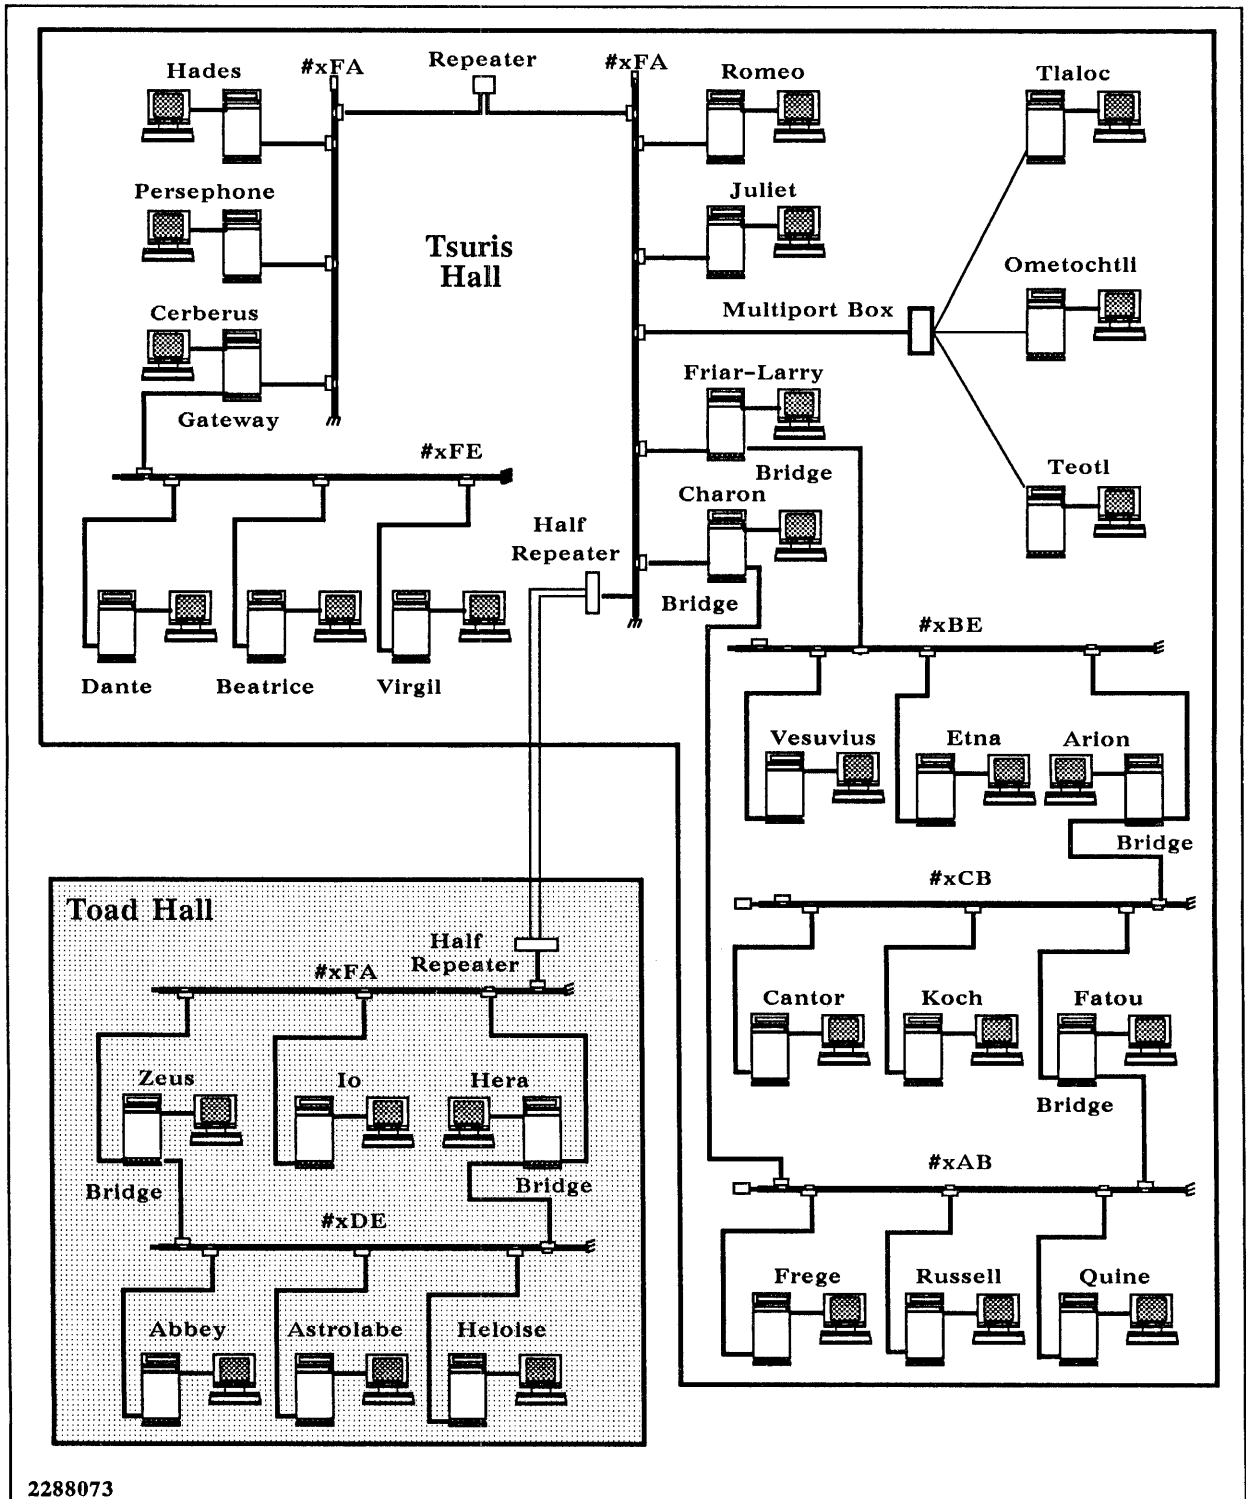 Hades
#xFA
Repeater
#xFA
Romeo
Tlaloc
Persephone
Juliet
Tsuris
Hall
Ometochtli
Cerberus
Multiport Box
Friar-Larry
Gateway
#xFE
Bridge
Teotl
Charon
Half
Repeater
Bridge
#xBE
Dante
Beatrice
Virgil
Vesuvius
Etna
Arion
Bridge
#xCB
Toad Hall
Half
Repeater
#xFA
Cantor
Koch
Fatou
Zeus
Io
Hera
Bridge
#xAB
Bridge
Bridge
#xDE
Frege
Russell
Quine
Abbey
Astrolabe
Heloise
2288073